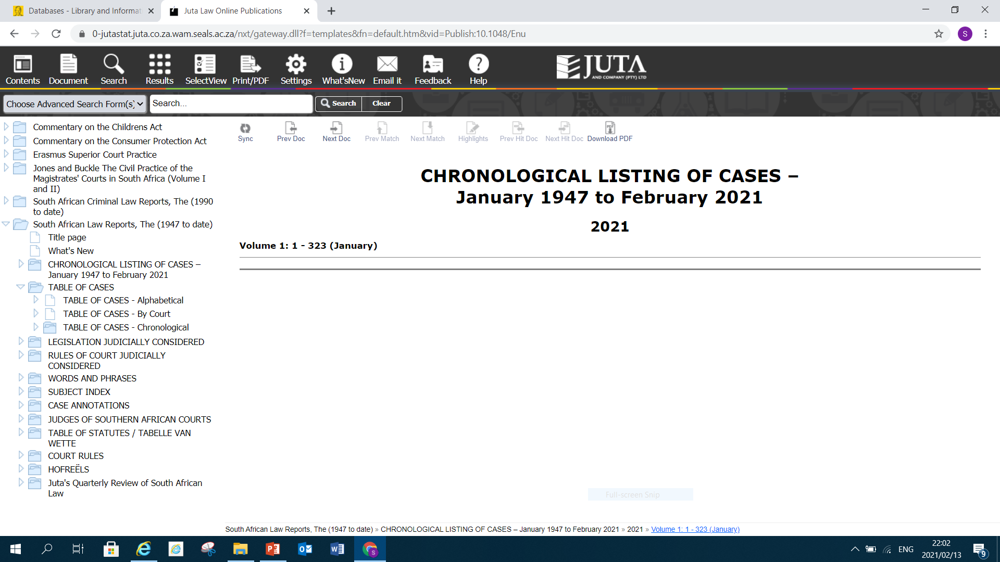 Databases - Library and Informat
Juta Law Online Publications
0-jutastat.juta.co.za.wam.seals.ac.za/nxt/gateway.dll?f=templates&fn=default.htm&vid=Publish:10.1048/Enu
S
Contents
Document
Search
Results
SelectView
Print/PDF
Settings
What'sNew
Email it
Feedback
Help
JUTA
AND COMPANY (PTY) LTD
Choose Advanced Search Form(s)
Search...
Search
Clear
Commentary on the Childrens Act
Commentary on the Consumer Protection Act
Erasmus Superior Court Practice
Jones and Buckle The Civil Practice of the
Magistrates' Courts in South Africa (Volume I
and II)
South African Criminal Law Reports, The (1990
to date)
South African Law Reports, The (1947 to date)
Title page
What's New
CHRONOLOGICAL LISTING OF CASES –
January 1947 to February 2021
TABLE OF CASES
TABLE OF CASES - Alphabetical
TABLE OF CASES - By Court
TABLE OF CASES - Chronological
LEGISLATION JUDICIALLY CONSIDERED
RULES OF COURT JUDICIALLY
CONSIDERED
WORDS AND PHRASES
SUBJECT INDEX
CASE ANNOTATIONS
JUDGES OF SOUTHERN AFRICAN COURTS
TABLE OF STATUTES / TABELLE VAN
WETTE
COURT RULES
HOFREËLS
Juta's Quarterly Review of South African
Law
Sync
Prev Doc
Next Doc
Prev Match
Next Match
Highlights
Prev Hit Doc
Next Hit Doc
PDF
Download PDF
CHRONOLOGICAL LISTING OF CASES –
January 1947 to February 2021
2021
Volume 1: 1 - 323 (January)
Full-screen Snip
South African Law Reports, The (1947 to date) » CHRONOLOGICAL LISTING OF CASES – January 1947 to February 2021 » 2021 » Volume 1: 1 - 323 (January)
ENG
22:02
2021/02/13
9